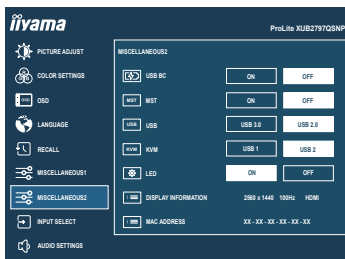 iiyama
ProLite XUB2797QSNP
PICTURE ADJUST
COLOR SETTINGS
OSD OSD
LANGUAGE
RECALL
MISCELLANEOUS1
MISCELLANEOUS2
INPUT SELECT
AUDIO SETTINGS
MISCELLANEOUS2
USB BC ON OFF
MST MST ON OFF
USB USB USB 3.0 USB 2.0
KVM KVM USB 1 USB 2
LED ON OFF
DISPLAY INFORMATION 2560 x 1440 100Hz HDMI
MAC ADDRESS XX - XX - XX - XX - XX - XX